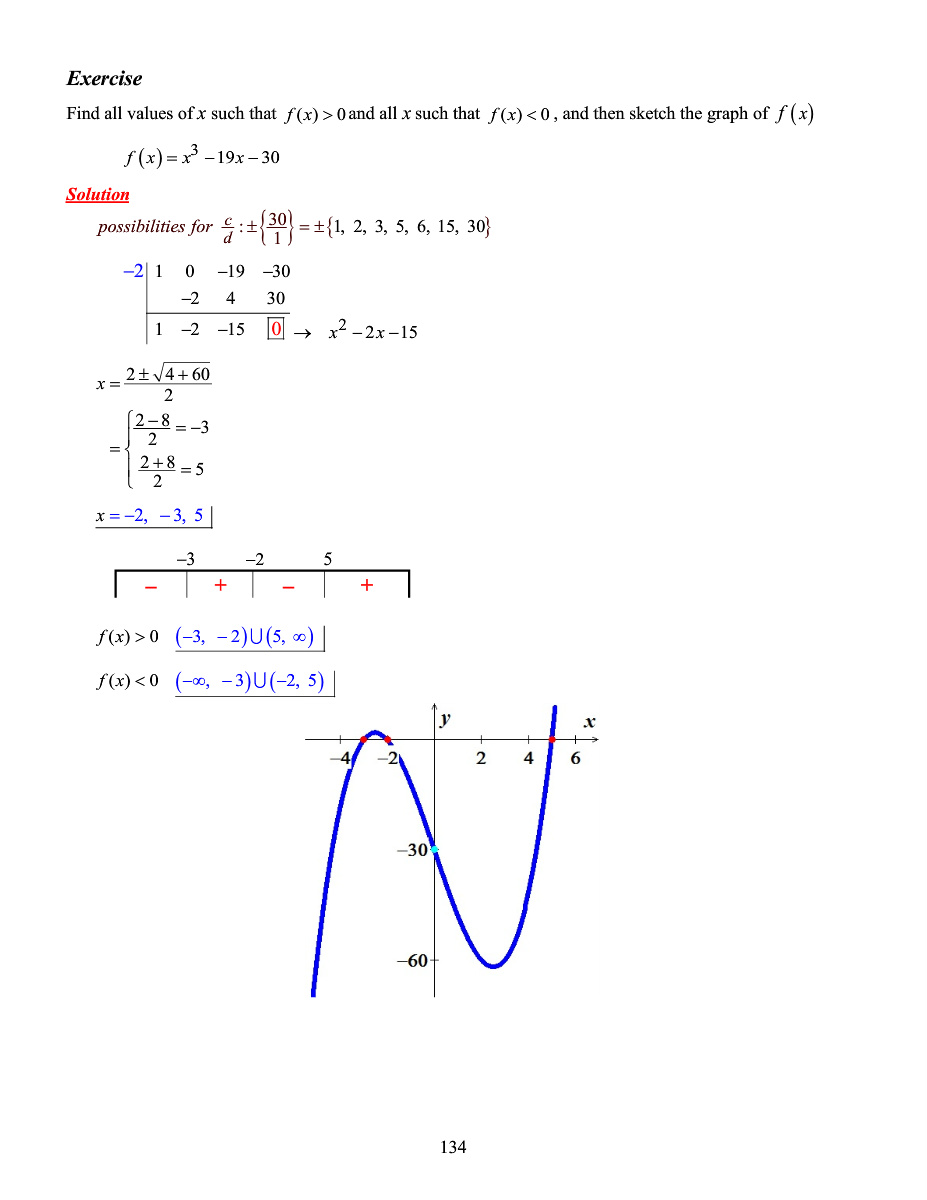 Exercise
Find all values of x such that f(x) > 0 and all x such that f(x) < 0 , and then sketch the graph of f(x)
f(x) = x³ − 19x − 30
Solution
possibilities for c/d : ±{30/1} = ±{1, 2, 3, 5, 6, 15, 30}
−2| 1 0 −19 −30
−2 4 30
1 −2 −15 0 → x² − 2x − 15
x = (2 ± √(4 + 60))/2
= { (2 − 8)/2 = −3
(2 + 8)/2 = 5
x = −2, −3, 5
−3 −2 5
− + − +
f(x) > 0 (−3, −2)∪(5, ∞)
f(x) < 0 (−∞, −3)∪(−2, 5)
y x
−4 −2 2 4 6
−30
−60
134